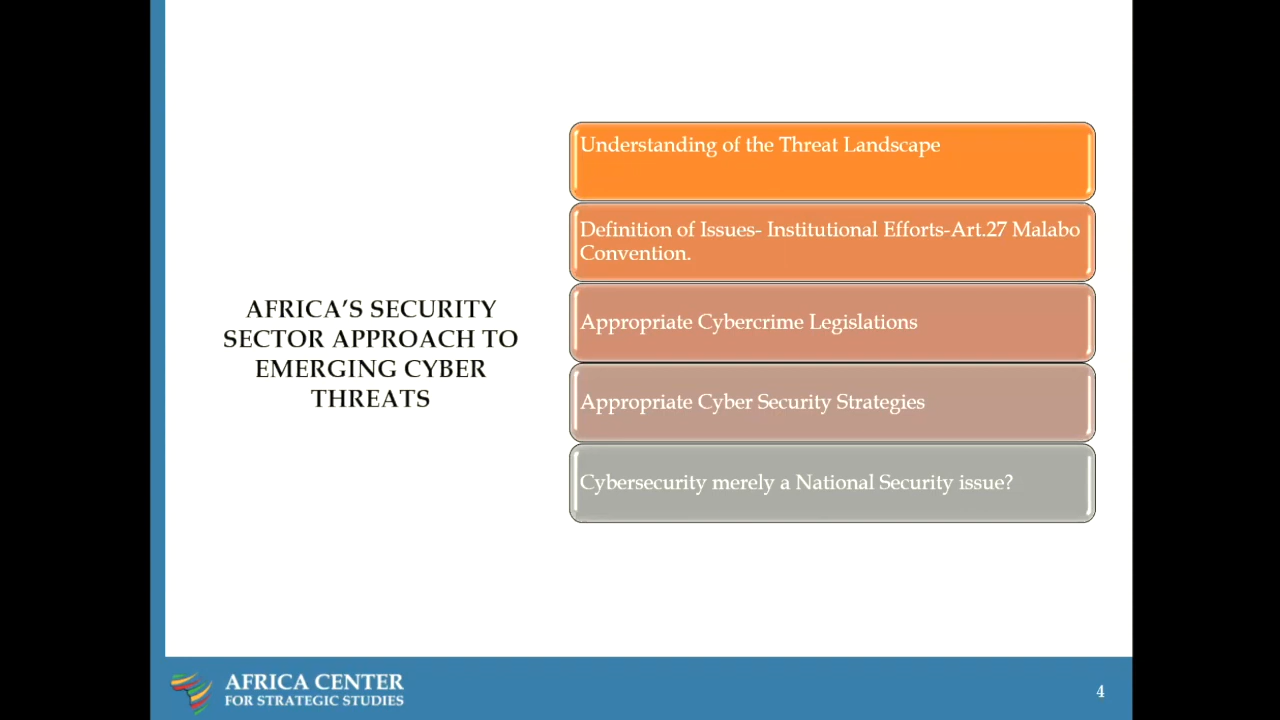 AFRICA’S SECURITY
SECTOR APPROACH TO
EMERGING CYBER
THREATS
Understanding of the Threat Landscape
Definition of Issues- Institutional Efforts-Art.27 Malabo
Convention.
Appropriate Cybercrime Legislations
Appropriate Cyber Security Strategies
Cybersecurity merely a National Security issue?
AFRICA CENTER
FOR STRATEGIC STUDIES
4